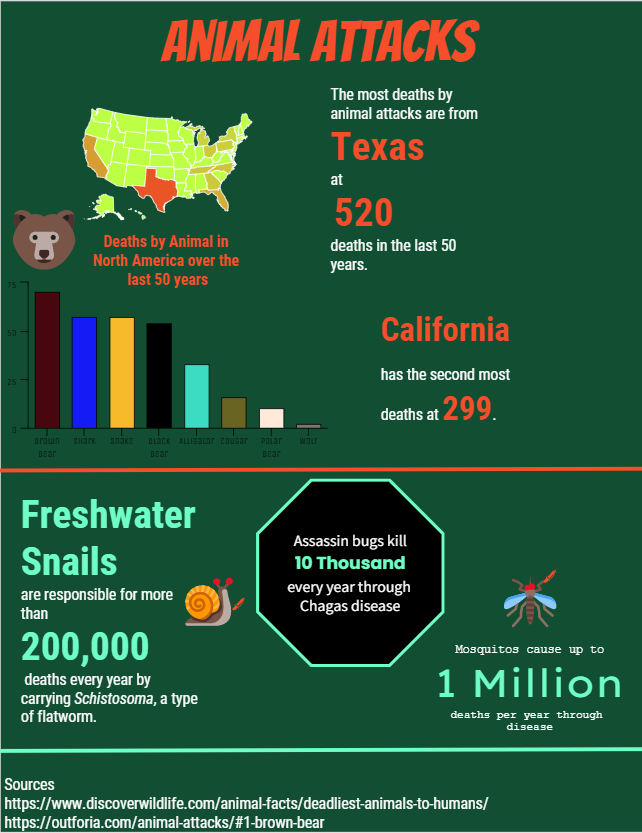 ANIMAL ATTACKS
The most deaths by
animal attacks are from
Texas
at
520
deaths in the last 50
years.
Deaths by Animal in
North America over the
last 50 years
75
50
25
0
Brown Bear
Shark
Snake
Black Bear
Alligator
Cougar
Polar Bear
Wolf
California
has the second most
deaths at 299.
Freshwater
Snails
are responsible for more
than
200,000
deaths every year by
carrying Schistosoma, a type
of flatworm.
Assassin bugs kill
10 Thousand
every year through
Chagas disease
Mosquitos cause up to
1 Million
deaths per year through
disease
Sources
https://www.discoverwildlife.com/animal-facts/deadliest-animals-to-humans/
https://outforia.com/animal-attacks/#1-brown-bear